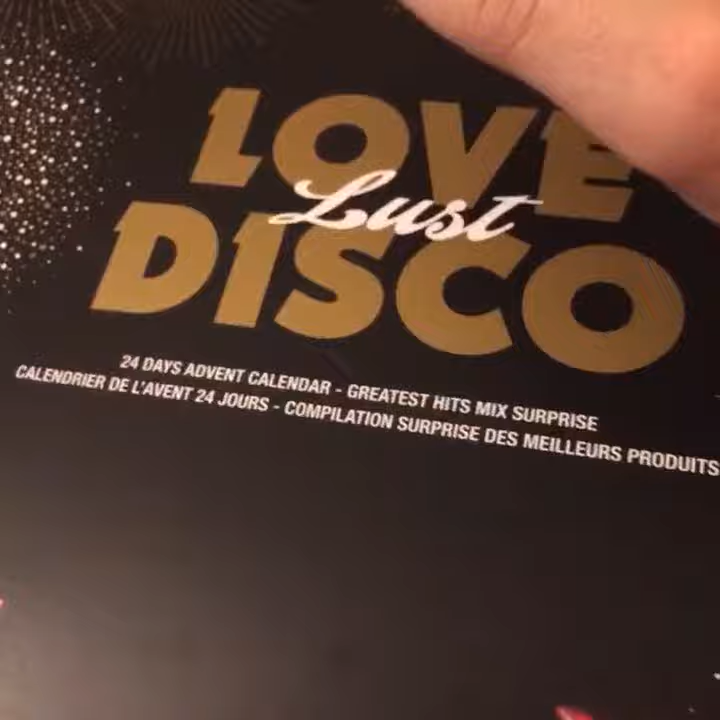 LOVE
Lust
DISCO
24 DAYS ADVENT CALENDAR - GREATEST HITS MIX SURPRISE
CALENDRIER DE L'AVENT 24 JOURS - COMPILATION SURPRISE DES MEILLEURS PRODUITS